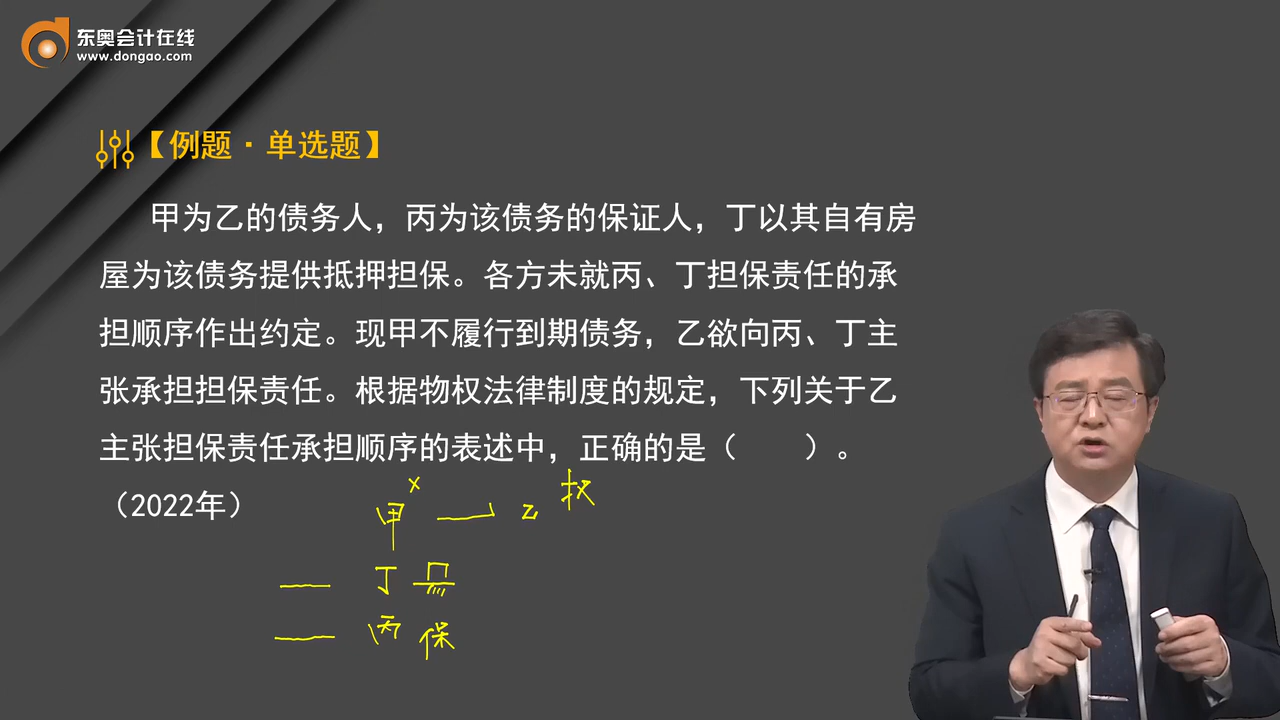 东奥会计在线
www.dongao.com
【例题·单选题】
甲为乙的债务人，丙为该债务的保证人，丁以其自有房
屋为该债务提供抵押担保。各方未就丙、丁担保责任的承
担顺序作出约定。现甲不履行到期债务，乙欲向丙、丁主
张承担担保责任。根据物权法律制度的规定，下列关于乙
主张担保责任承担顺序的表述中，正确的是（　　）。
（2022年）
甲 x 乙 权
丁
丙 保